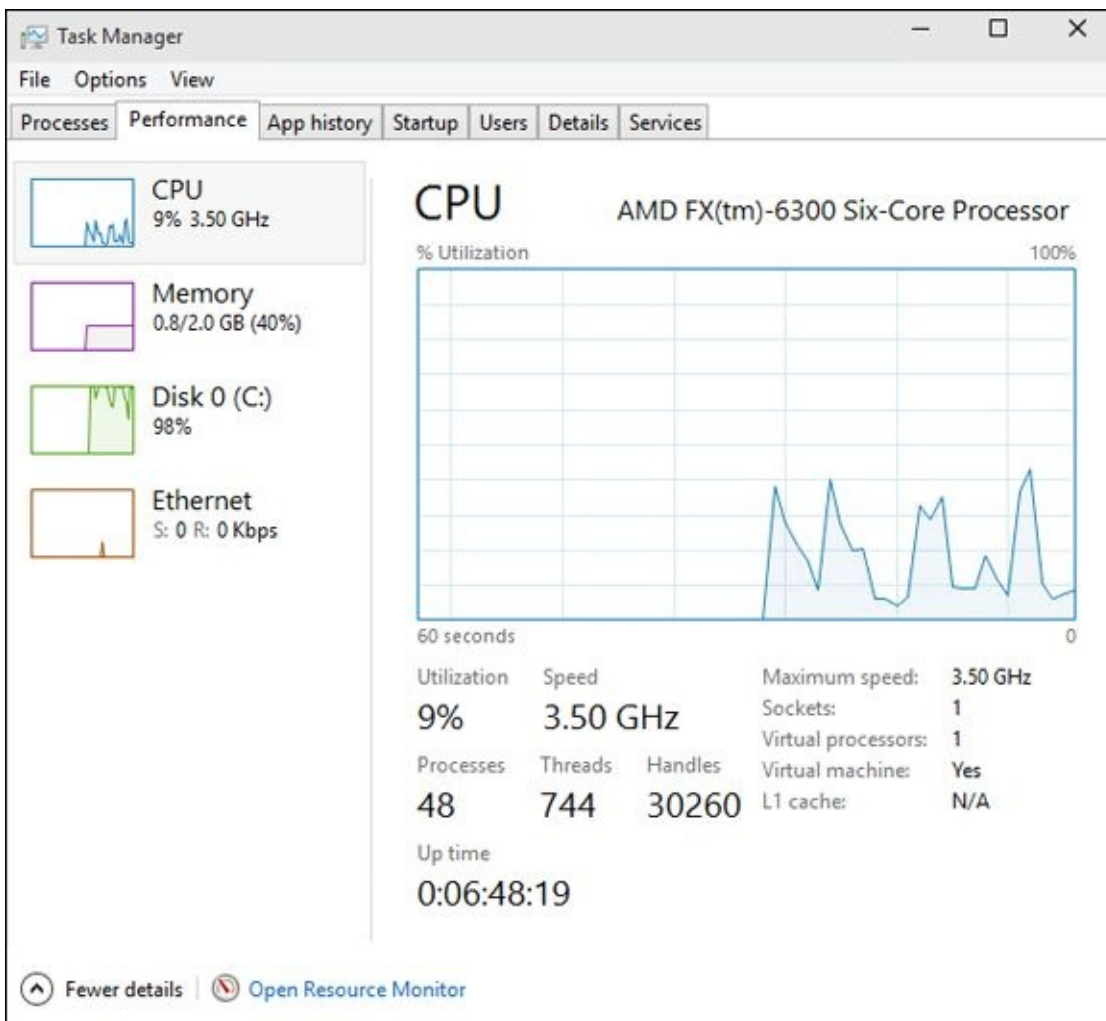 Task Manager
File Options View
Processes Performance App history Startup Users Details Services
CPU
9% 3.50 GHz
Memory
0.8/2.0 GB (40%)
Disk 0 (C:)
98%
Ethernet
S: 0 R: 0 Kbps
CPU AMD FX(tm)-6300 Six-Core Processor
% Utilization 100%
60 seconds 0
Utilization Speed
9% 3.50 GHz
Processes Threads Handles
48 744 30260
Up time
0:06:48:19
Maximum speed: 3.50 GHz
Sockets: 1
Virtual processors: 1
Virtual machine: Yes
L1 cache: N/A
Fewer details Open Resource Monitor